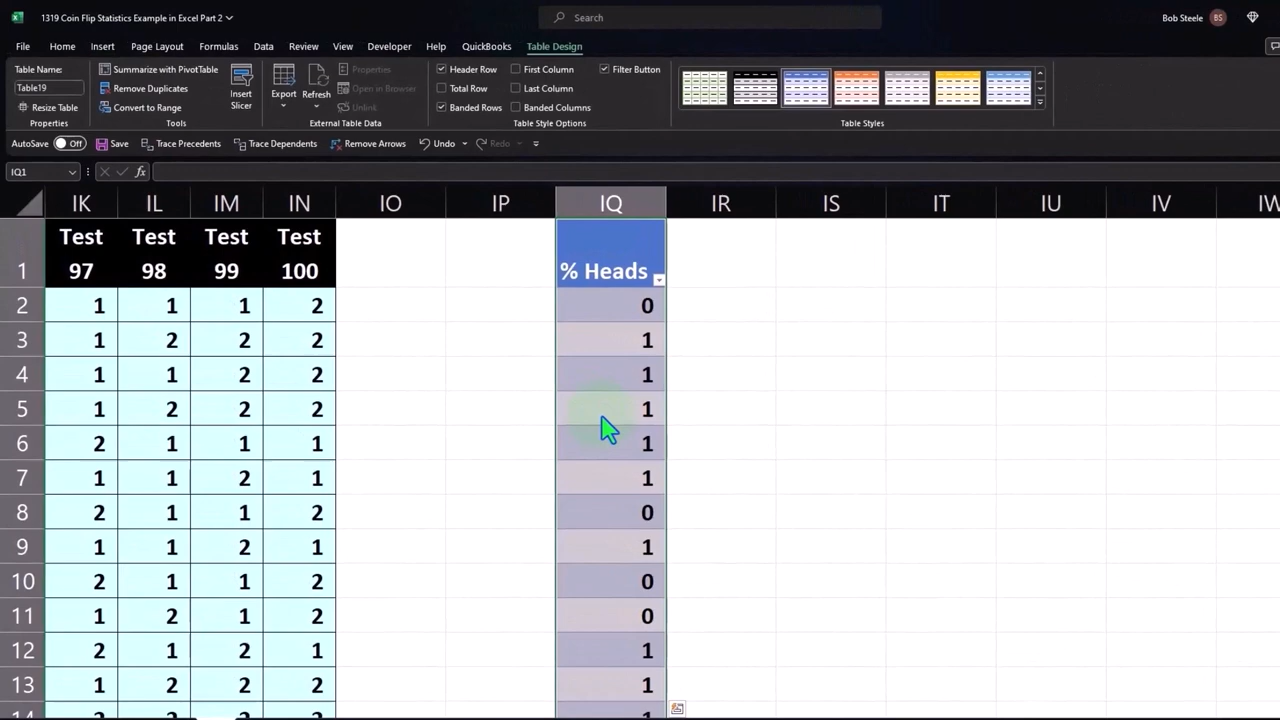 1319 Coin Flip Statistics Example in Excel Part 2
Search
Bob Steele
BS
File Home Insert Page Layout Formulas Data Review View Developer Help QuickBooks Table Design
Table Name:
Resize Table
Properties
Summarize with PivotTable
Remove Duplicates
Convert to Range
Tools
Insert Slicer
Export
Refresh
Properties
Open in Browser
Unlink
External Table Data
Header Row First Column Filter Button
Total Row Last Column
Banded Rows Banded Columns
Table Style Options
Table Styles
AutoSave Off Save Trace Precedents Trace Dependents Remove Arrows Undo Redo
IQ1 fx
IK IL IM IN IO IP IQ IR IS IT IU IV IW
Test Test Test Test
1 97 98 99 100 % Heads
2 1 1 1 2 0
3 1 2 2 2 1
4 1 1 2 2 1
5 1 2 2 2 1
6 2 1 1 1 1
7 1 1 2 1 1
8 2 1 1 2 0
9 1 1 2 1 1
10 2 1 1 2 0
11 1 2 1 2 0
12 2 1 2 1 1
13 1 2 2 2 1